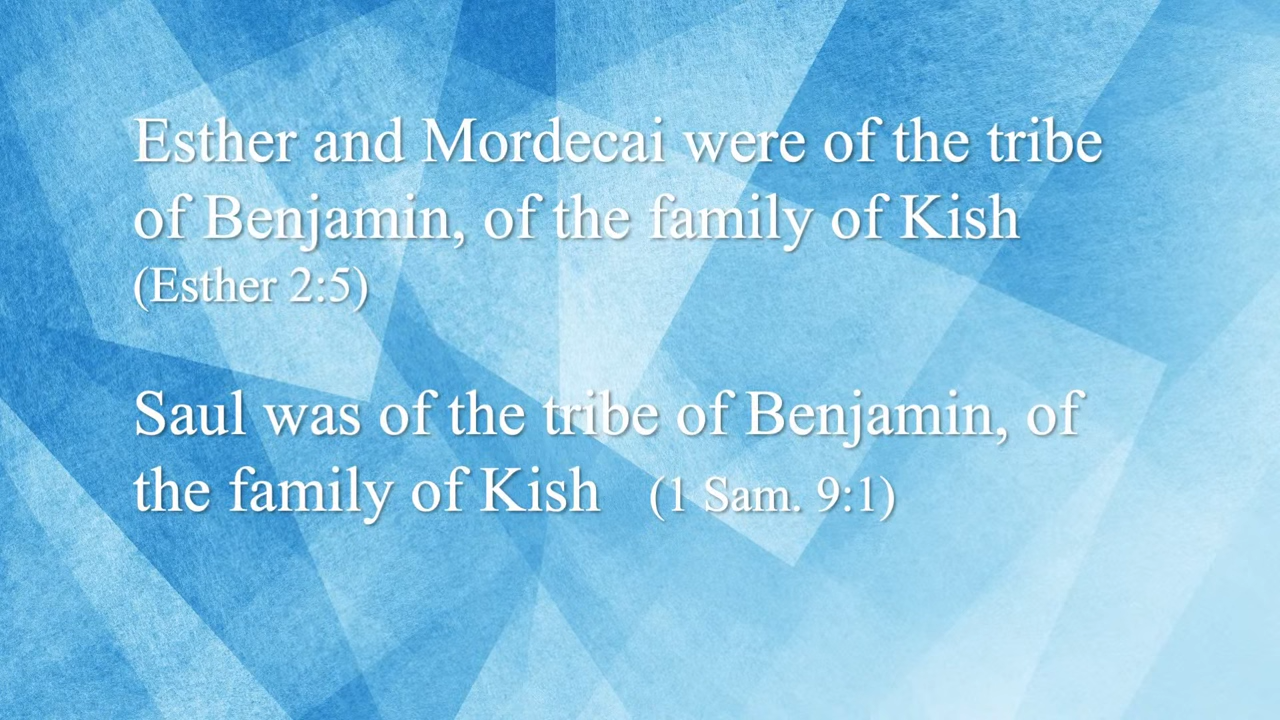 Esther and Mordecai were of the tribe
of Benjamin, of the family of Kish
(Esther 2:5)
Saul was of the tribe of Benjamin, of
the family of Kish (1 Sam. 9:1)